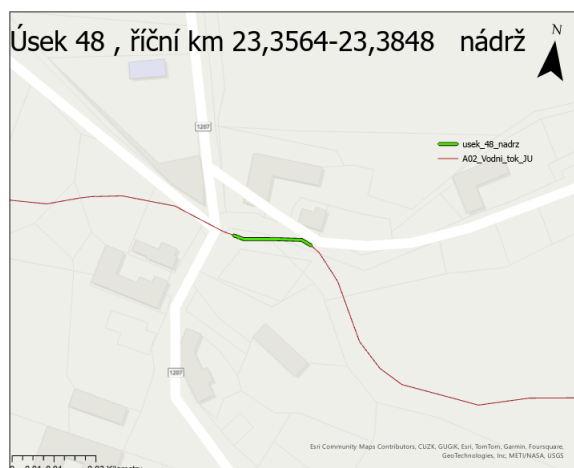 Úsek 48 , říční km 23,3564-23,3848 nádrž
N
1207
usek_48_nadrz
A02_Vodni_tok_JU
1207
Esri Community Maps Contributors, CUZK, GUGiK, Esri, TomTom, Garmin, Foursquare,
GeoTechnologies, Inc, METI/NASA, USGS